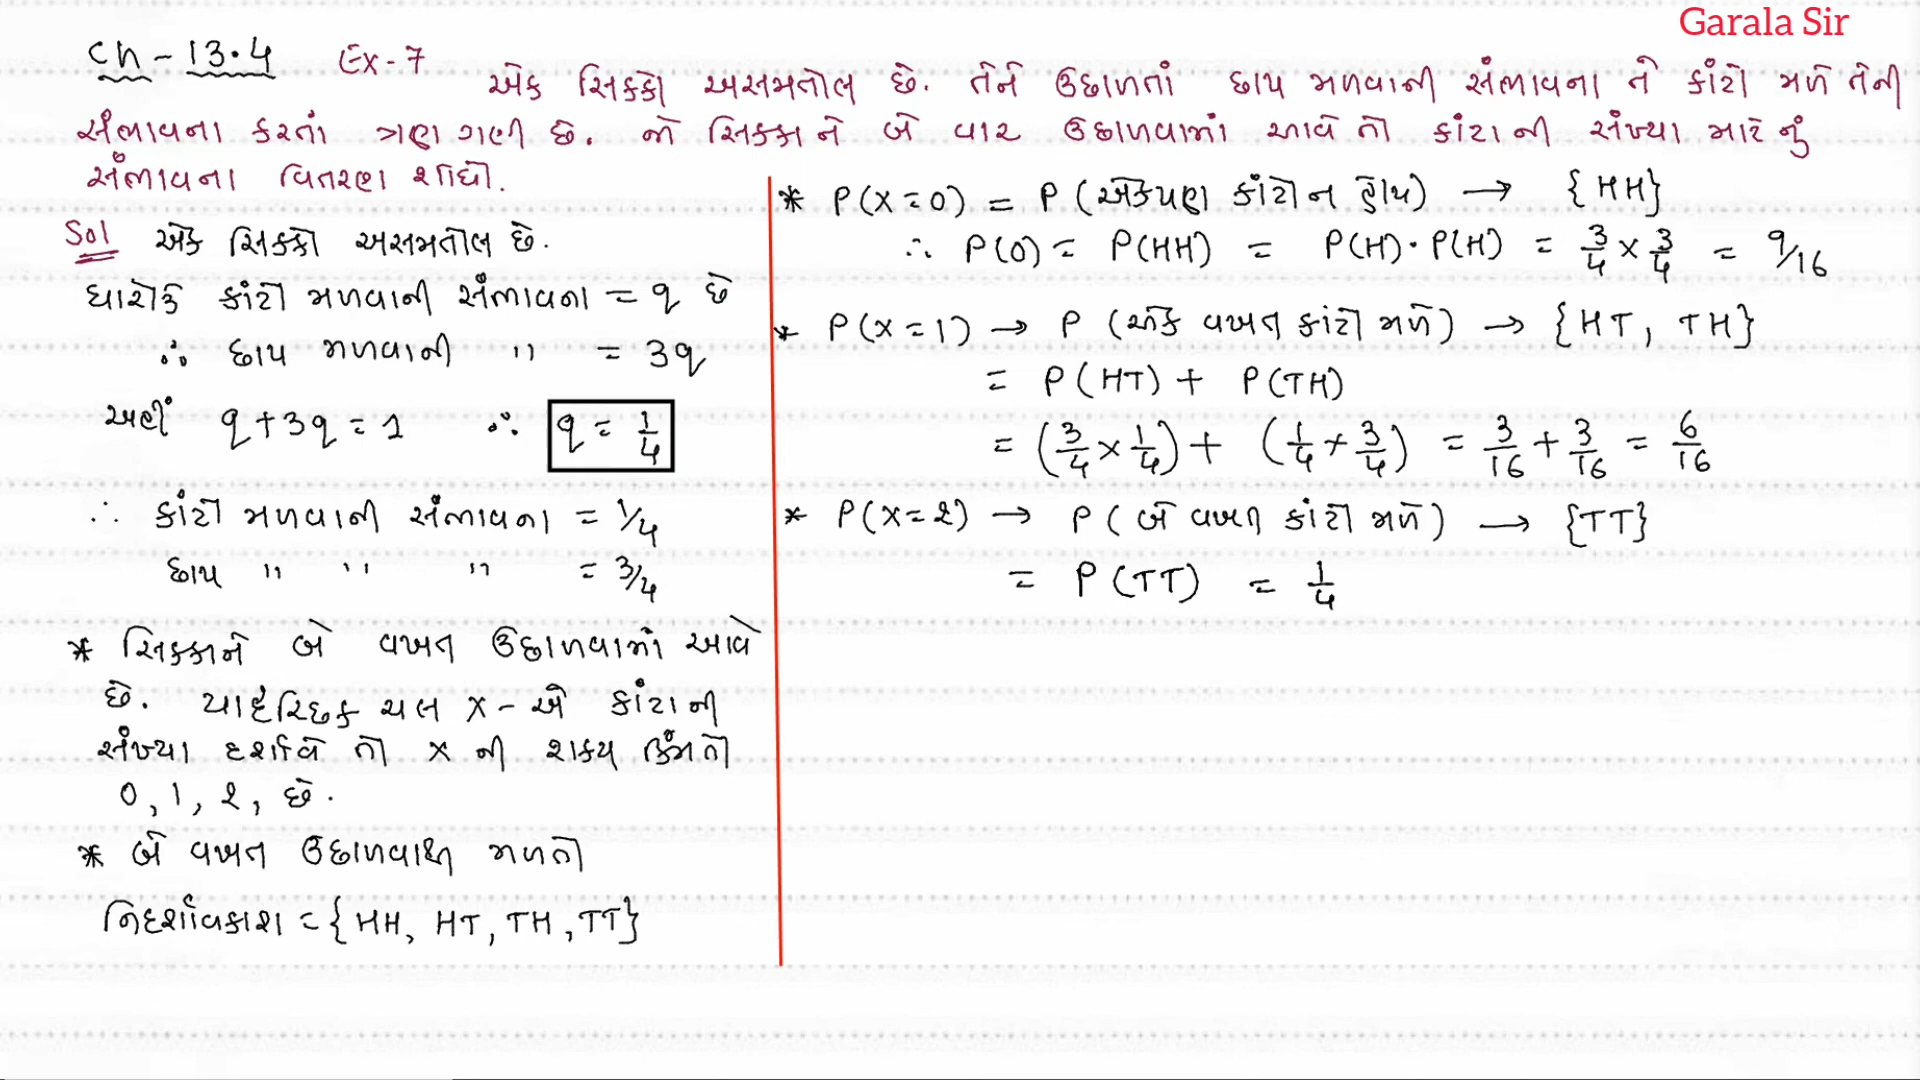 Garala Sir
Ch - 13.4 Ex-7
એક સિક્કો અસમતોલ છે. તેને ઉછાળતાં છાપ મળવાની સંભાવના તે કાંટો મળે તેની
સંભાવના કરતાં ત્રણ ગણી છે. જો સિક્કાને બે વાર ઉછાળવામાં આવે તો કાંટાની સંખ્યા માટેનું
સંભાવના વિતરણ શોધો.
Sol એક સિક્કો અસમતોલ છે.
ધારોકે કાંટો મળવાની સંભાવના = q છે
∴ છાપ મળવાની " = 3q
અહીં q+3q=1 ∴ q = 1/4
∴ કાંટો મળવાની સંભાવના = 1/4
છાપ " " " = 3/4
* સિક્કાને બે વખત ઉછાળવામાં આવે
છે. યાદૃચ્છિક ચલ X - એ કાંટાની
સંખ્યા દર્શાવે તો X ની શક્ય કિંમતો
0, 1, 2, છે.
* બે વખત ઉછાળવાથી મળતો
નિદર્શાવકાશ = {HH, HT, TH, TT}
* P(X=0) = P (એકપણ કાંટો ન હોય) → {HH}
∴ P(0) = P(HH) = P(H)·P(H) = 3/4 × 3/4 = 9/16
* P(X=1) → P (એક વખત કાંટો મળે) → {HT, TH}
= P(HT) + P(TH)
= (3/4 × 1/4) + (1/4 × 3/4) = 3/16 + 3/16 = 6/16
* P(X=2) → P (બે વખત કાંટો મળે) → {TT}
= P(TT) = 1/4